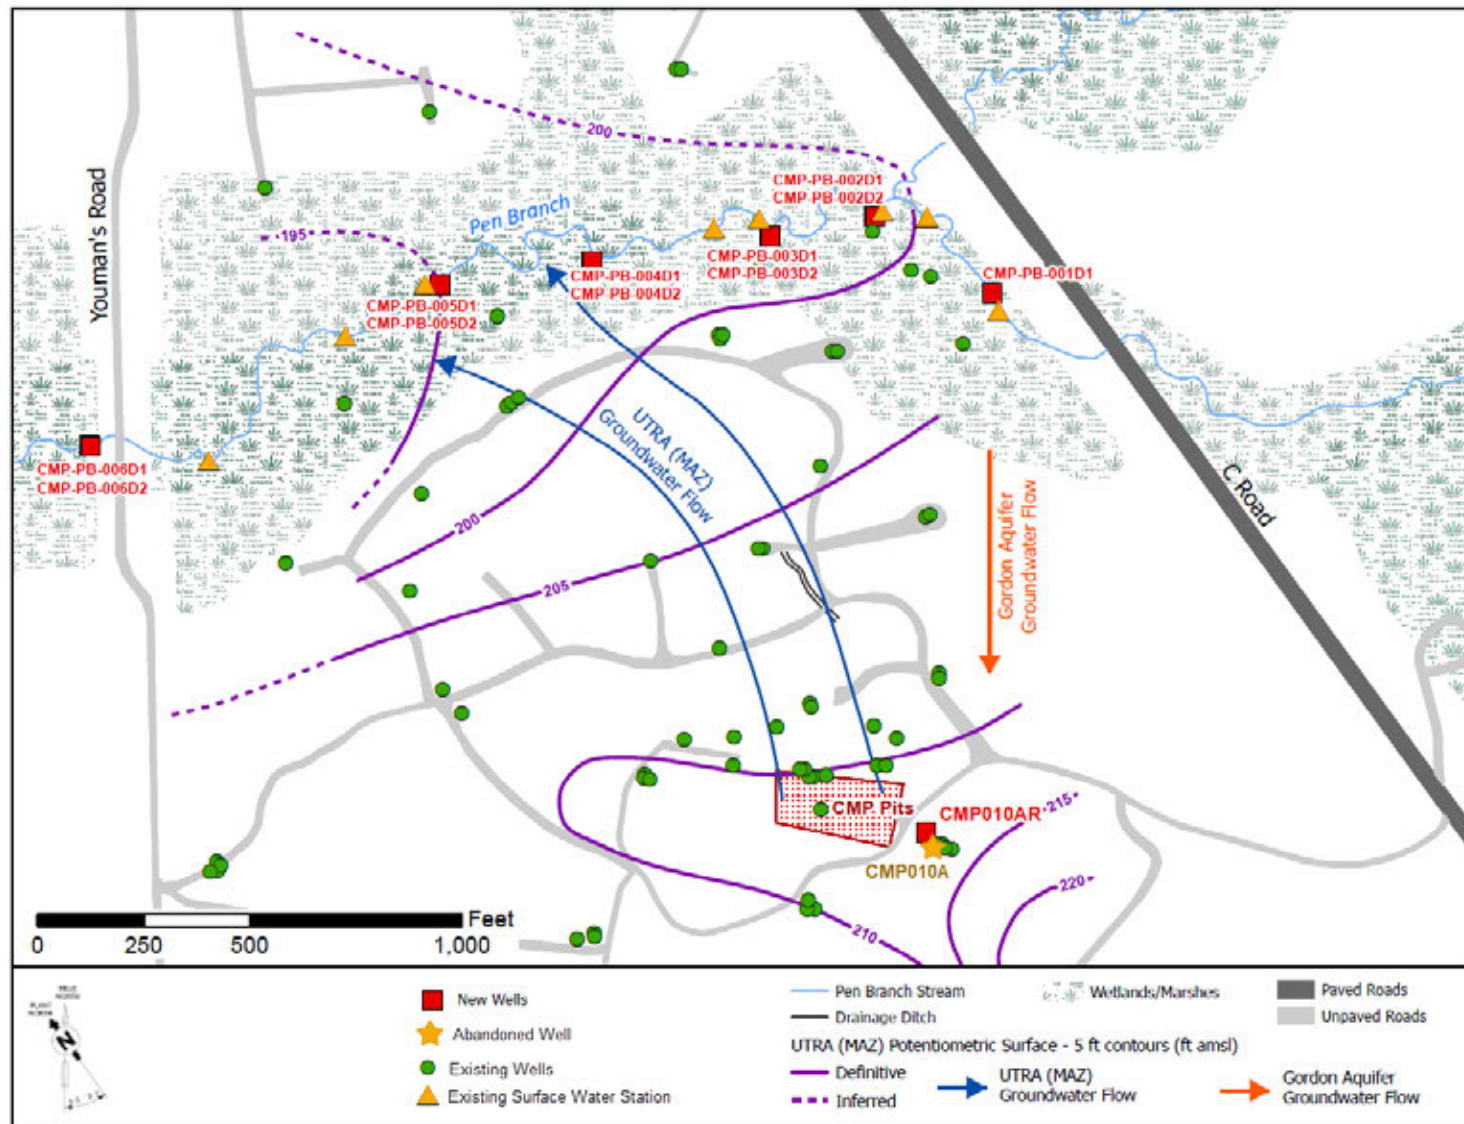 200
Youman's Road
CMP-PB-002D1
CMP-PB-002D2
Pen Branch
195
CMP-PB-003D1
CMP-PB-003D2
CMP-PB-001D1
CMP-PB-004D1
CMP-PB-004D2
CMP-PB-005D1
CMP-PB-005D2
UTRA (MAZ)
Groundwater Flow
CMP-PB-006D1
CMP-PB-006D2
C Road
200
Gordon Aquifer
Groundwater Flow
205
CMP Pits
CMP010AR
215
CMP010A
220
210
Feet
0 250 500 1,000
TRUE
NORTH
PLANT
NORTH
N
New Wells
Abandoned Well
Existing Wells
Existing Surface Water Station
Pen Branch Stream
Drainage Ditch
Wetlands/Marshes
Paved Roads
Unpaved Roads
UTRA (MAZ) Potentiometric Surface - 5 ft contours (ft amsl)
Definitive
Inferred
UTRA (MAZ)
Groundwater Flow
Gordon Aquifer
Groundwater Flow